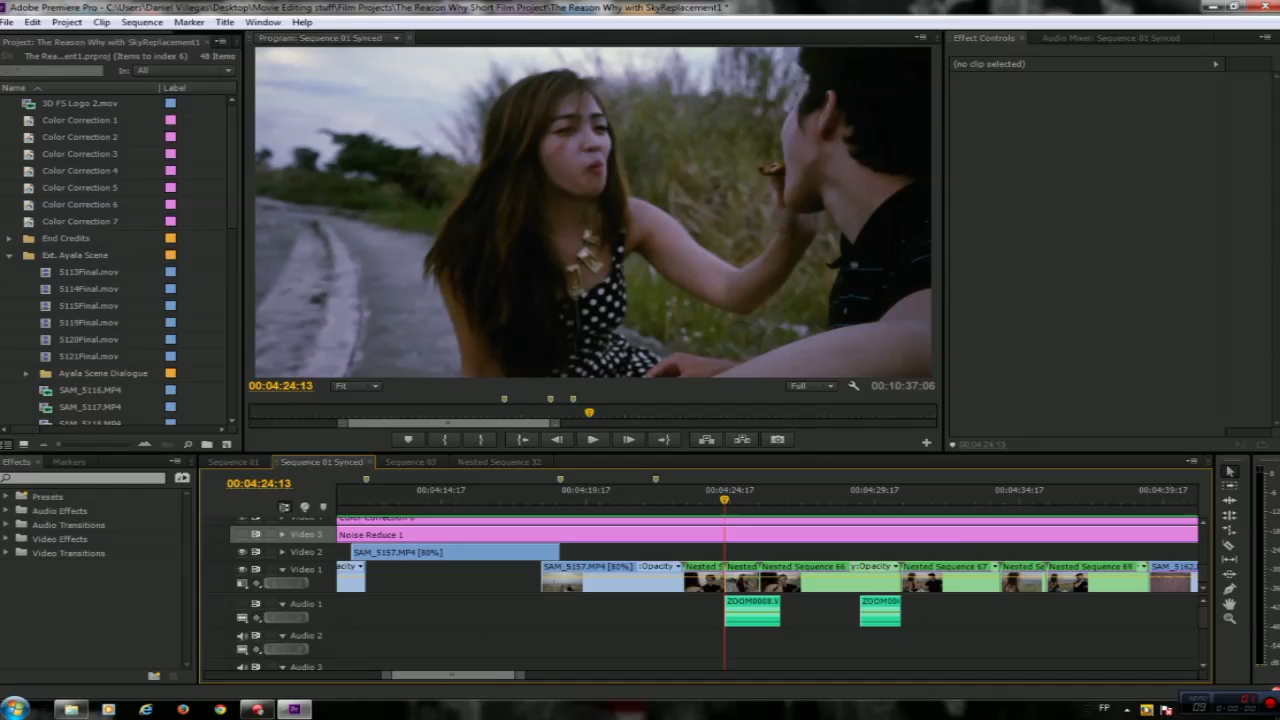 Adobe Premiere Pro - C:\Users\Daniel Villegas\Desktop\Movie Editing stuff\Film Projects\The Reason Why Short Film Project\The Reason Why with SkyReplacement1 *
File Edit Project Clip Sequence Marker Title Window Help
Project: The Reason Why with SkyReplacement1
Program: Sequence 01 Synced
Effect Controls
Audio Mixer: Sequence 01 Synced
The Rea...ent1.prproj (Items to index 6) 48 Items
In: All
(no clip selected)
Name
Label
3D FS Logo 2.mov
Color Correction 1
Color Correction 2
Color Correction 3
Color Correction 4
Color Correction 5
Color Correction 6
Color Correction 7
End Credits
Ext. Ayala Scene
5113Final.mov
5114Final.mov
5115Final.mov
5119Final.mov
5120Final.mov
5121Final.mov
Ayala Scene Dialogue
SAM_5116.MP4
SAM_5117.MP4
00:04:24:13
Fit
Full
00:10:37:06
00:04:24:13
Effects
Markers
Presets
Audio Effects
Audio Transitions
Video Effects
Video Transitions
Sequence 01
Sequence 01 Synced
Sequence 03
Nested Sequence 32
00:04:24:13
00:04:14:17
00:04:19:17
00:04:24:17
00:04:29:17
00:04:34:17
00:04:39:17
Video 3
Noise Reduce 1
Video 2
SAM_5157.MP4 [80%]
Video 1
acity
SAM_5157.MP4 [80%]
:Opacity
Nested S
Nested
Nested Sequence 66
y:Opacity
Nested Sequence 67
Nested Se
Nested Sequence 69
SAM_5162.
Audio 1
Audio 2
Audio 3
FP